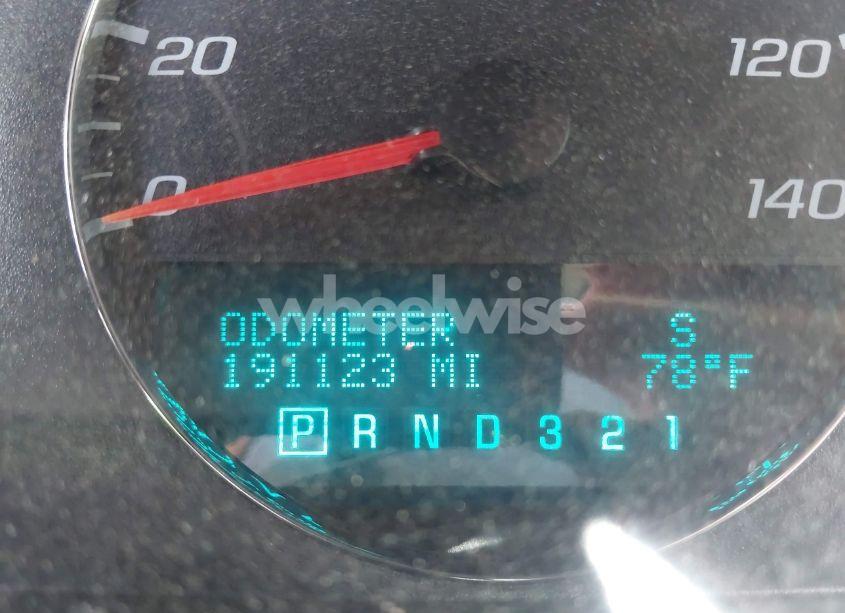 20
120
0
140
wheelwise
ODOMETER S
191123 MI 78°F
P R N D 3 2 1